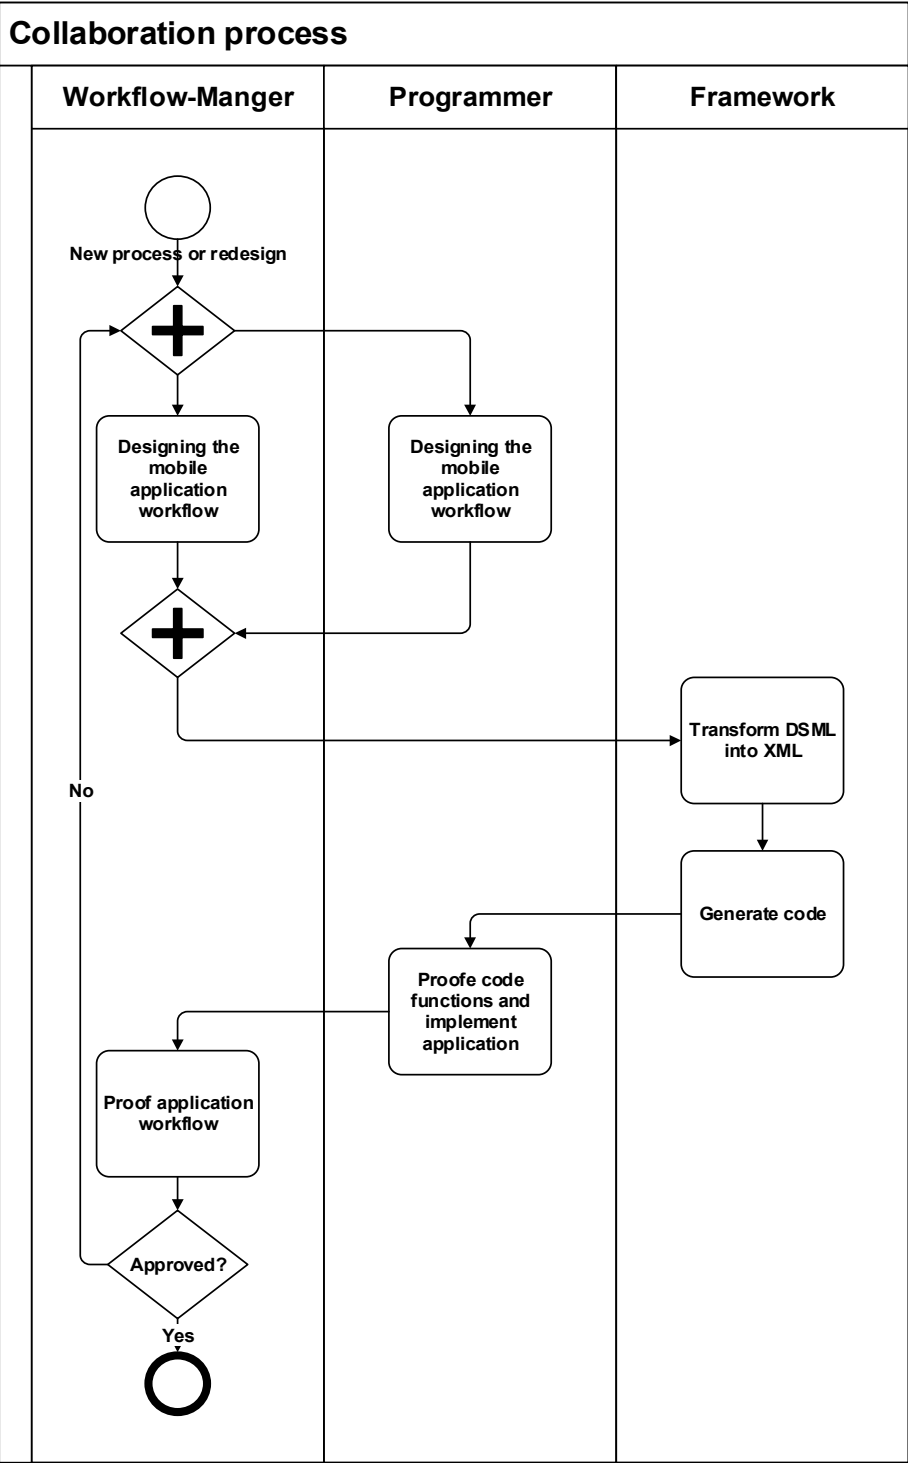 Collaboration process
Workflow-Manger
Programmer
Framework
New process or redesign
Designing the
mobile
application
workflow
Designing the
mobile
application
workflow
Transform DSML
into XML
No
Generate code
Proofe code
functions and
implement
application
Proof application
workflow
Approved?
Yes